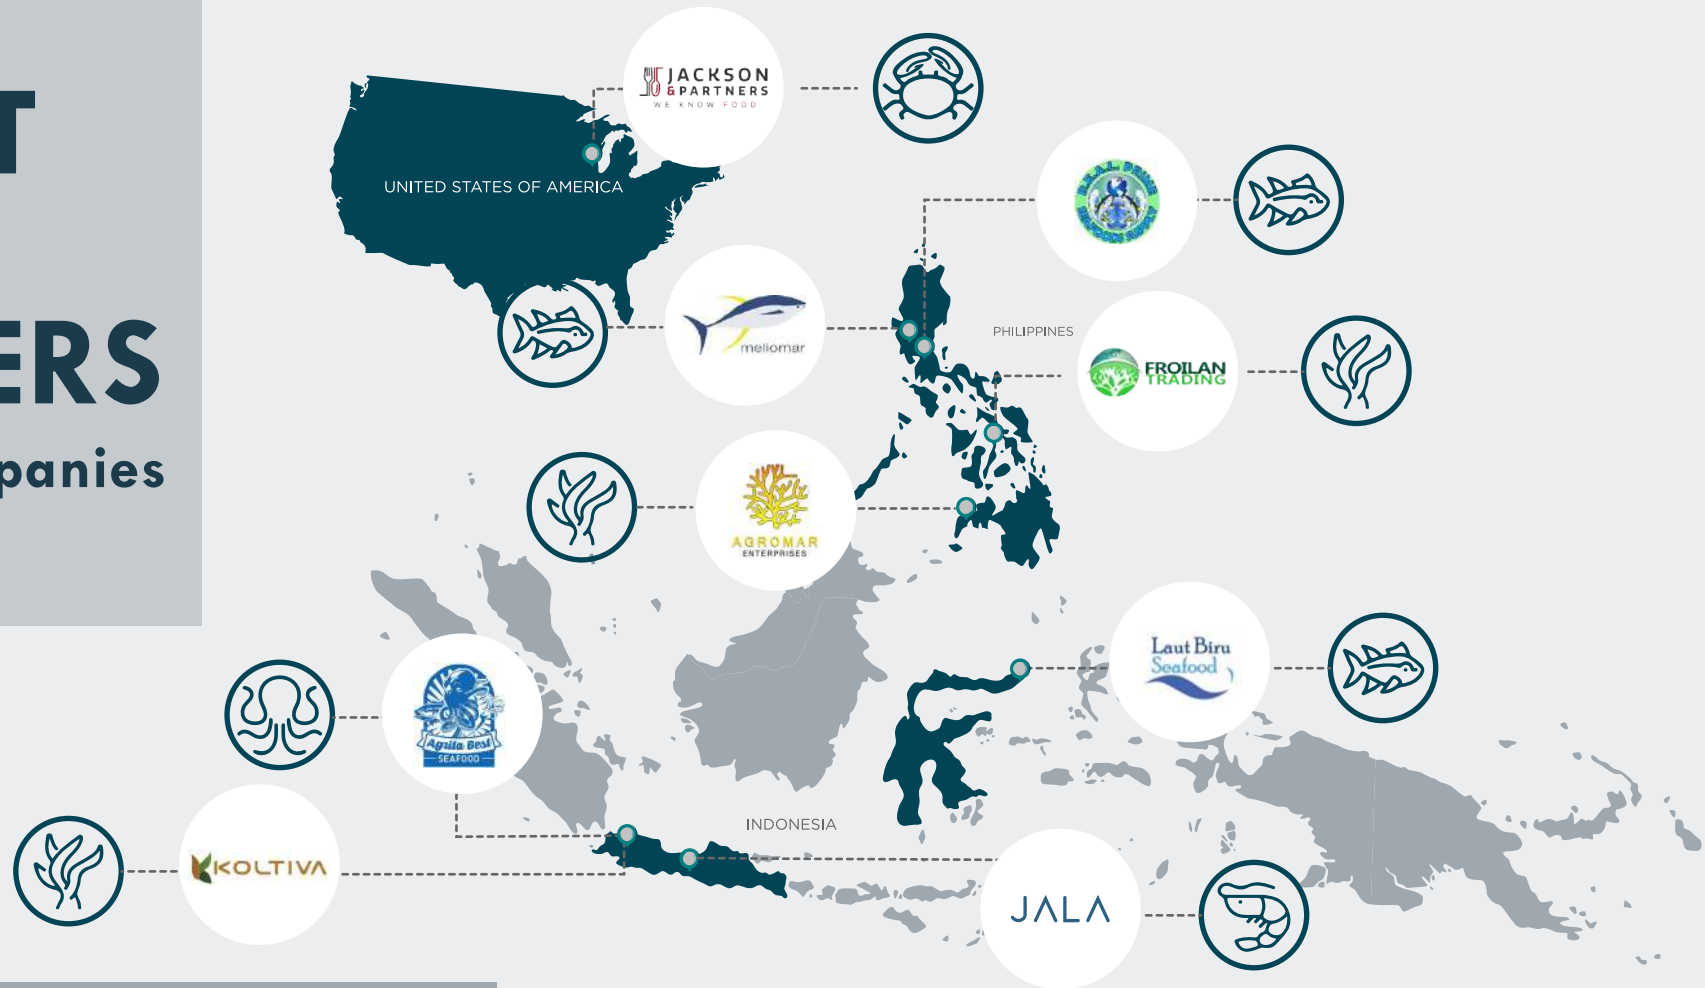 T
ERS
panies
JACKSON
&PARTNERS
WE KNOW FOOD
UNITED STATES OF AMERICA
meliomar
PHILIPPINES
FROILAN
TRADING
AGROMAR
ENTERPRISES
Laut Biru
Seafood
Agrita Best
SEAFOOD
INDONESIA
KOLTIVA
JALA